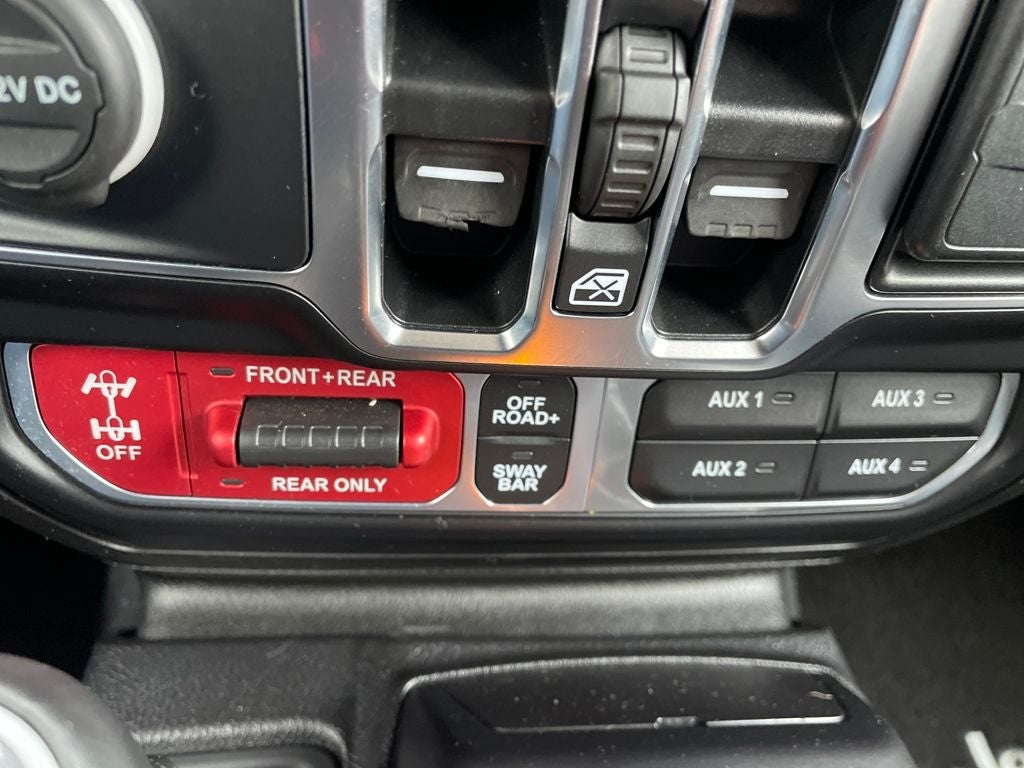 2V DC
FRONT+REAR
OFF
REAR ONLY
OFF
ROAD+
SWAY
BAR
AUX 1
AUX 3
AUX 2
AUX 4